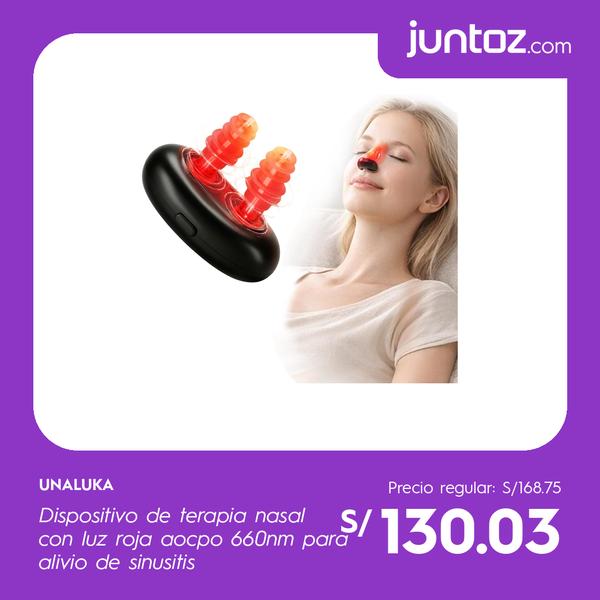 juntoz.com
UNALUKA
Dispositivo de terapia nasal
con luz roja aocpo 660nm para
alivio de sinusitis
Precio regular: S/168.75
S/ 130.03